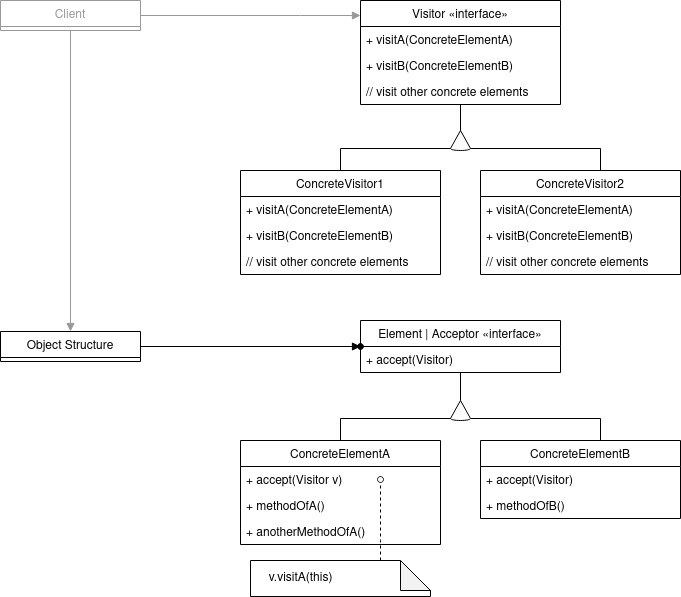 Client
Visitor «interface»
+ visitA(ConcreteElementA)
+ visitB(ConcreteElementB)
// visit other concrete elements
ConcreteVisitor1
+ visitA(ConcreteElementA)
+ visitB(ConcreteElementB)
// visit other concrete elements
ConcreteVisitor2
+ visitA(ConcreteElementA)
+ visitB(ConcreteElementB)
// visit other concrete elements
Object Structure
Element | Acceptor «interface»
+ accept(Visitor)
ConcreteElementA
+ accept(Visitor v)
+ methodOfA()
+ anotherMethodOfA()
ConcreteElementB
+ accept(Visitor)
+ methodOfB()
v.visitA(this)